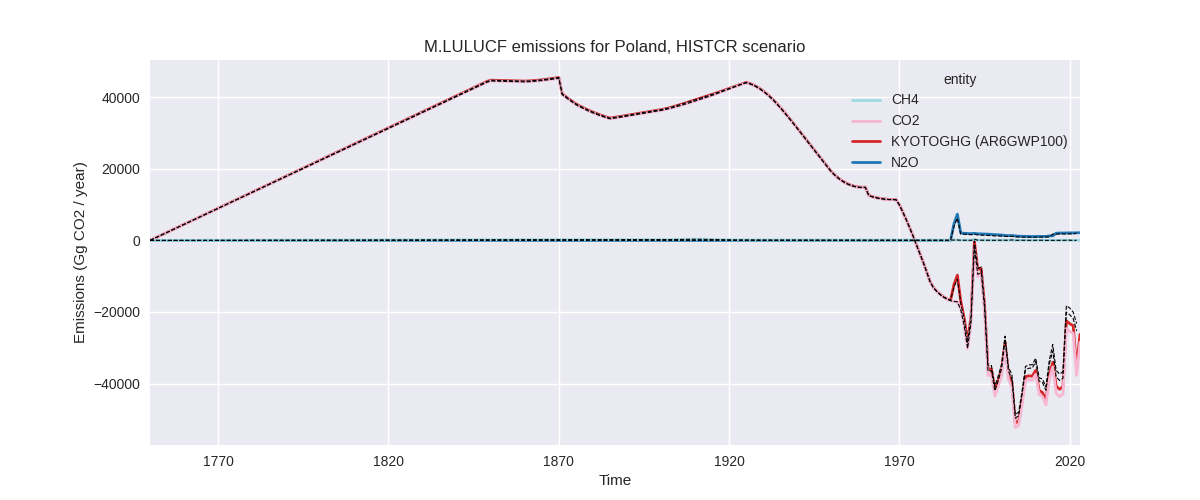 M.LULUCF emissions for Poland, HISTCR scenario
Emissions (Gg CO2 / year)
40000
20000
0
−20000
−40000
entity
CH4
CO2
KYOTOGHG (AR6GWP100)
N2O
1770
1820
1870
1920
1970
2020
Time